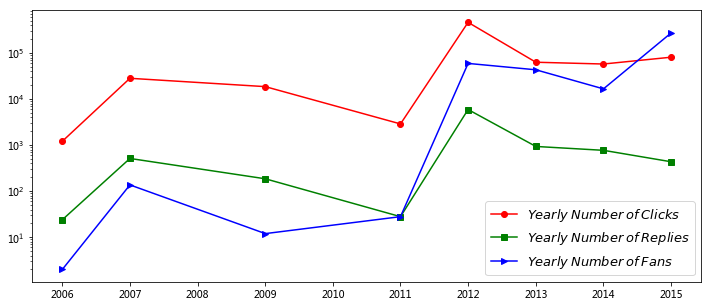 10^5
10^4
10^3
10^2
10^1
2006 2007 2008 2009 2010 2011 2012 2013 2014 2015
Yearly Number of Clicks
Yearly Number of Replies
Yearly Number of Fans